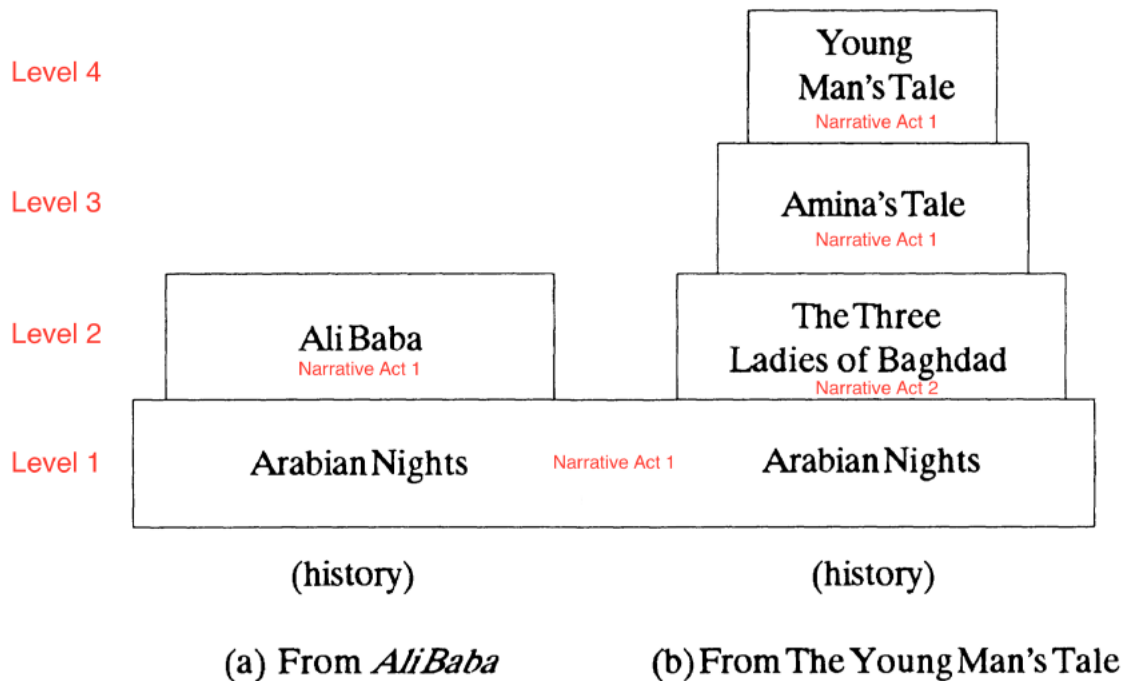 Level 4
Young
Man's Tale
Narrative Act 1
Level 3
Amina's Tale
Narrative Act 1
Level 2
Ali Baba
Narrative Act 1
The Three
Ladies of Baghdad
Narrative Act 2
Level 1
Arabian Nights
Narrative Act 1
Arabian Nights
(history)
(history)
(a) From Ali Baba
(b) From The Young Man's Tale